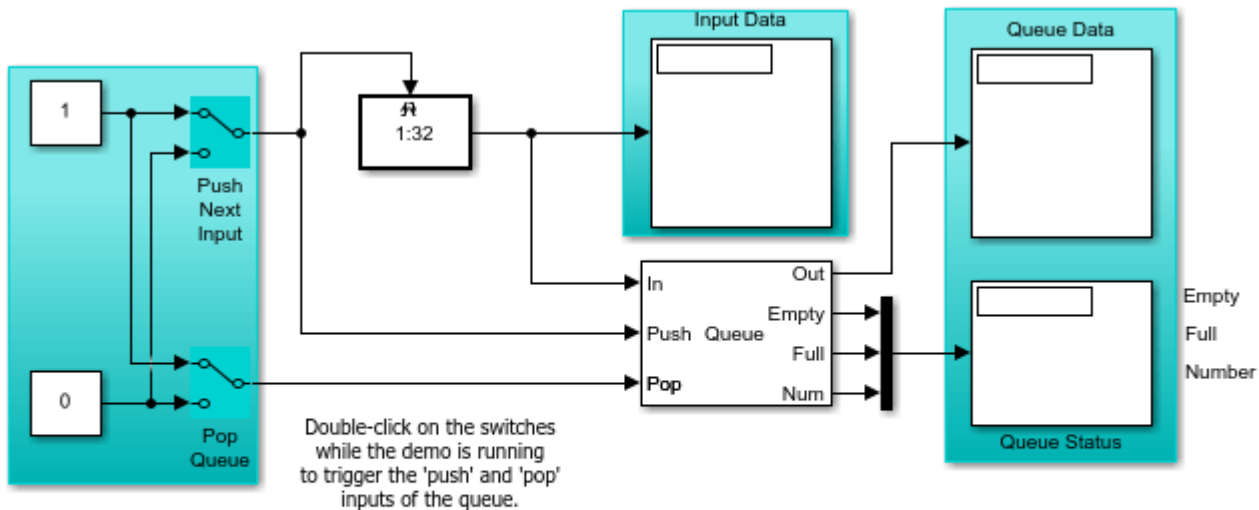 Input Data
Queue Data
1
1:32
Push
Next
Input
In
Out
Push
Queue
Empty
Full
Pop
Num
Empty
Full
Number
0
Pop
Queue
Double-click on the switches
while the demo is running
to trigger the 'push' and 'pop'
inputs of the queue.
Queue Status